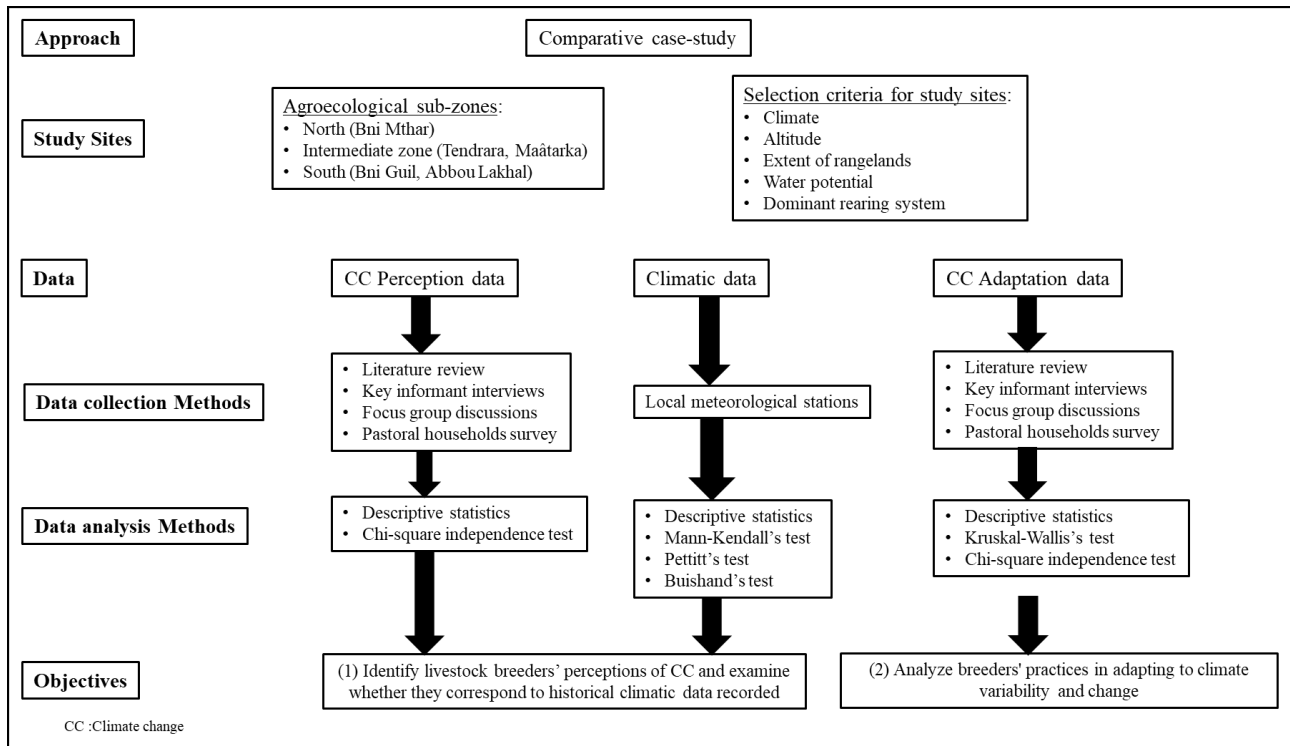 Approach
Comparative case-study
Study Sites
Agroecological sub-zones:
• North (Bni Mthar)
• Intermediate zone (Tendrara, Maâtarka)
• South (Bni Guil, Abbou Lakhal)
Selection criteria for study sites:
• Climate
• Altitude
• Extent of rangelands
• Water potential
• Dominant rearing system
Data
CC Perception data
Climatic data
CC Adaptation data
Data collection Methods
• Literature review
• Key informant interviews
• Focus group discussions
• Pastoral households survey
Local meteorological stations
• Literature review
• Key informant interviews
• Focus group discussions
• Pastoral households survey
Data analysis Methods
• Descriptive statistics
• Chi-square independence test
• Descriptive statistics
• Mann-Kendall's test
• Pettitt's test
• Buishand's test
• Descriptive statistics
• Kruskal-Wallis's test
• Chi-square independence test
Objectives
(1) Identify livestock breeders' perceptions of CC and examine
whether they correspond to historical climatic data recorded
(2) Analyze breeders' practices in adapting to climate
variability and change
CC :Climate change